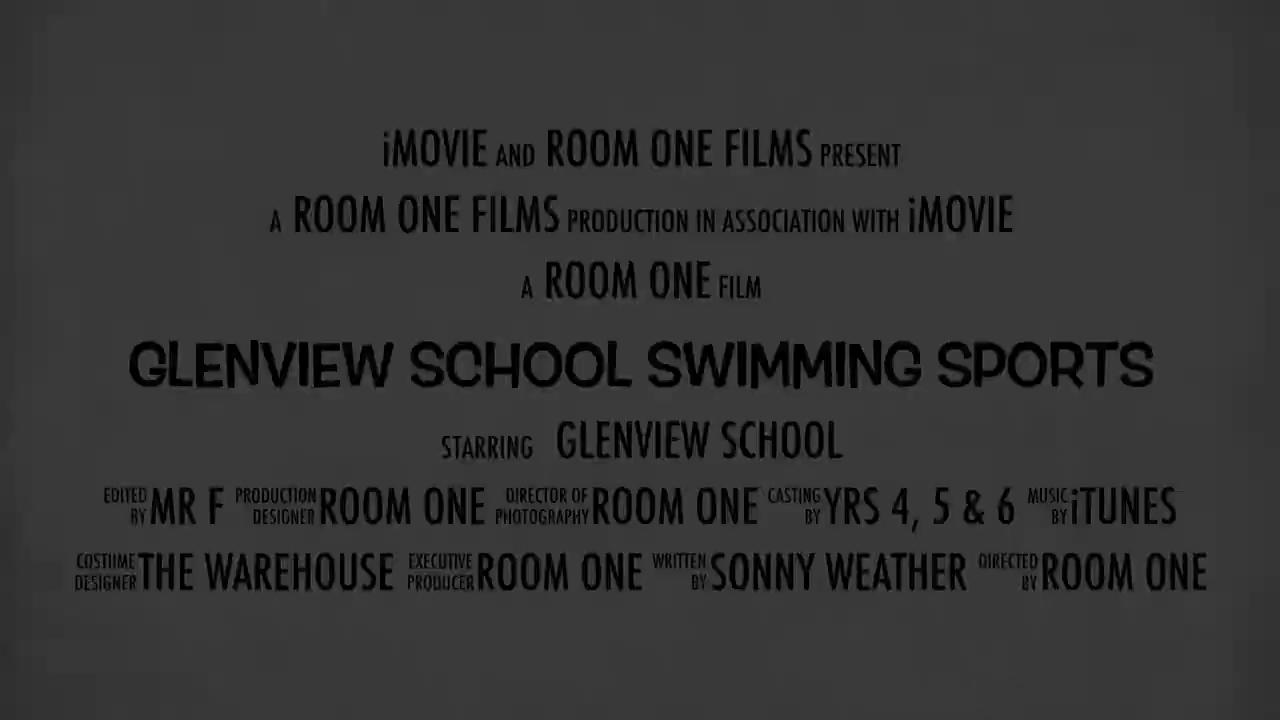 iMOVIE AND ROOM ONE FILMS PRESENT
A ROOM ONE FILMS PRODUCTION IN ASSOCIATION WITH iMOVIE
A ROOM ONE FILM
GLENVIEW SCHOOL SWIMMING SPORTS
STARRING GLENVIEW SCHOOL
EDITED BY MR F PRODUCTION DESIGNER ROOM ONE DIRECTOR OF PHOTOGRAPHY ROOM ONE CASTING BY YRS 4, 5 & 6 MUSIC BY iTUNES
COSTUME DESIGNER THE WAREHOUSE EXECUTIVE PRODUCER ROOM ONE WRITTEN BY SONNY WEATHER DIRECTED BY ROOM ONE